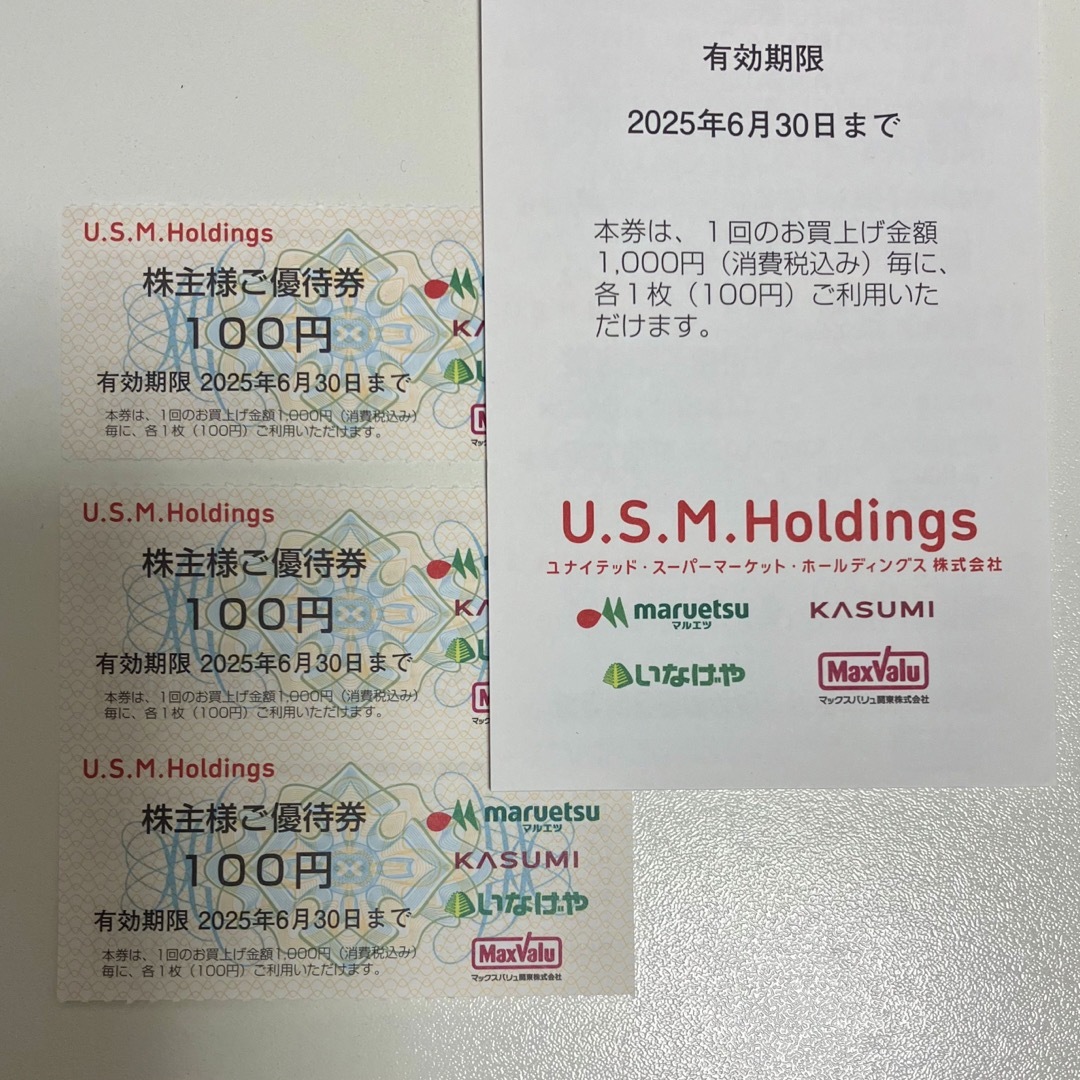 有効期限
2025年6月30日まで
本券は、１回のお買上げ金額
1,000円（消費税込み）毎に、
各１枚（100円）ご利用いた
だけます。
U.S.M.Holdings
ユナイテッド・スーパーマーケット・ホールディングス 株式会社
maruetsu
マルエツ
KASUMI
いなげや
MaxValu
マックスバリュ関東株式会社
U.S.M.Holdings
株主様ご優待券
100円
有効期限 2025年6月30日まで
本券は、1回のお買上げ金額1,000円（消費税込み）
毎に、各1枚（100円）ご利用いただけます。
KASU
い
M
マッ
U.S.M.Holdings
株主様ご優待券
100円
有効期限 2025年6月30日まで
本券は、1回のお買上げ金額1,000円（消費税込み）
毎に、各1枚（100円）ご利用いただけます。
KASU
い
M
マッ
U.S.M.Holdings
株主様ご優待券
100円
有効期限 2025年6月30日まで
本券は、1回のお買上げ金額1,000円（消費税込み）
毎に、各1枚（100円）ご利用いただけます。
maruetsu
マルエツ
KASUMI
いなげや
MaxValu
マックスバリュ関東株式会社